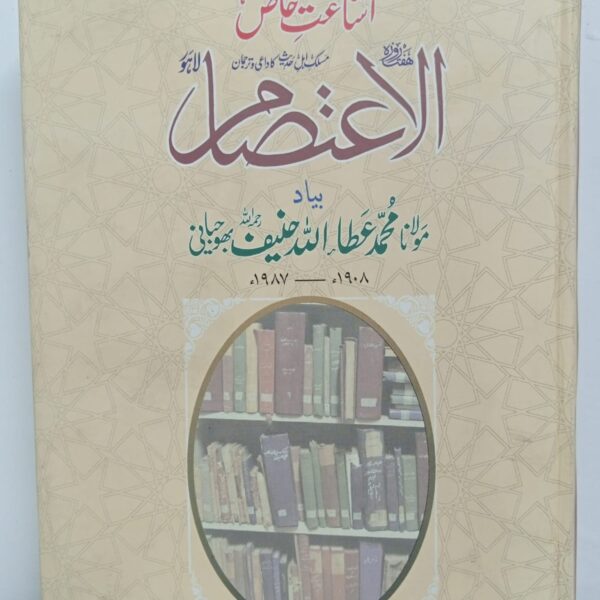 اشاعتِ خاص
ہفت روزہ
مسلک اہل حدیث کا داعی و ترجمان
لاہور
الاعتصام
بیاد
مولانا محمد عطاء اللہ حنیف رحمہ اللہ بھوجیانی
۱۹۰۸ء — ۱۹۸۷ء